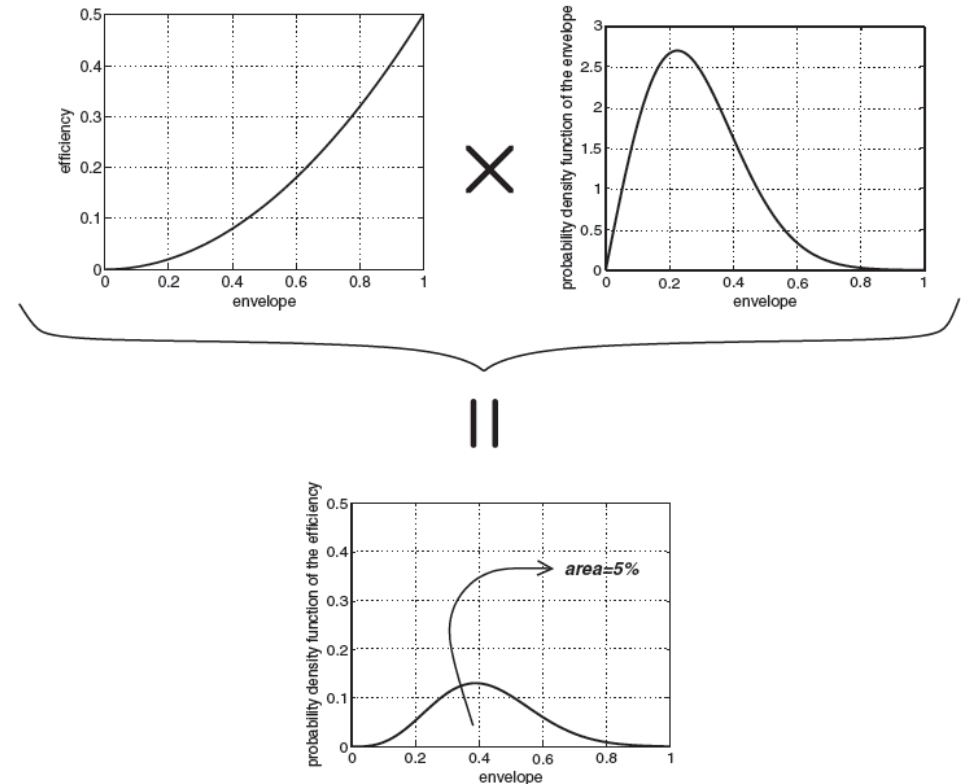 efficiency
0.5
0.4
0.3
0.2
0.1
0
0 0.2 0.4 0.6 0.8 1
envelope
probability density function of the envelope
3
2.5
2
1.5
1
0.5
0
0 0.2 0.4 0.6 0.8 1
envelope
probability density function of the efficiency
0.5
0.4
0.3
0.2
0.1
0
area=5%
0 0.2 0.4 0.6 0.8 1
envelope